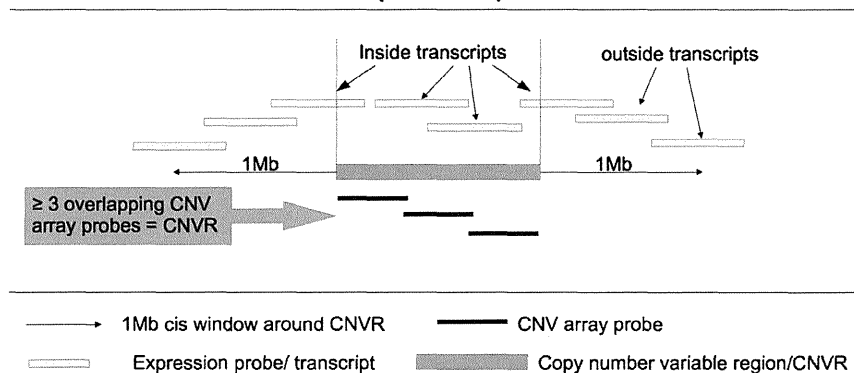 Inside transcripts
outside transcripts
1Mb
1Mb
≥ 3 overlapping CNV
array probes = CNVR
1Mb cis window around CNVR
CNV array probe
Expression probe/ transcript
Copy number variable region/CNVR